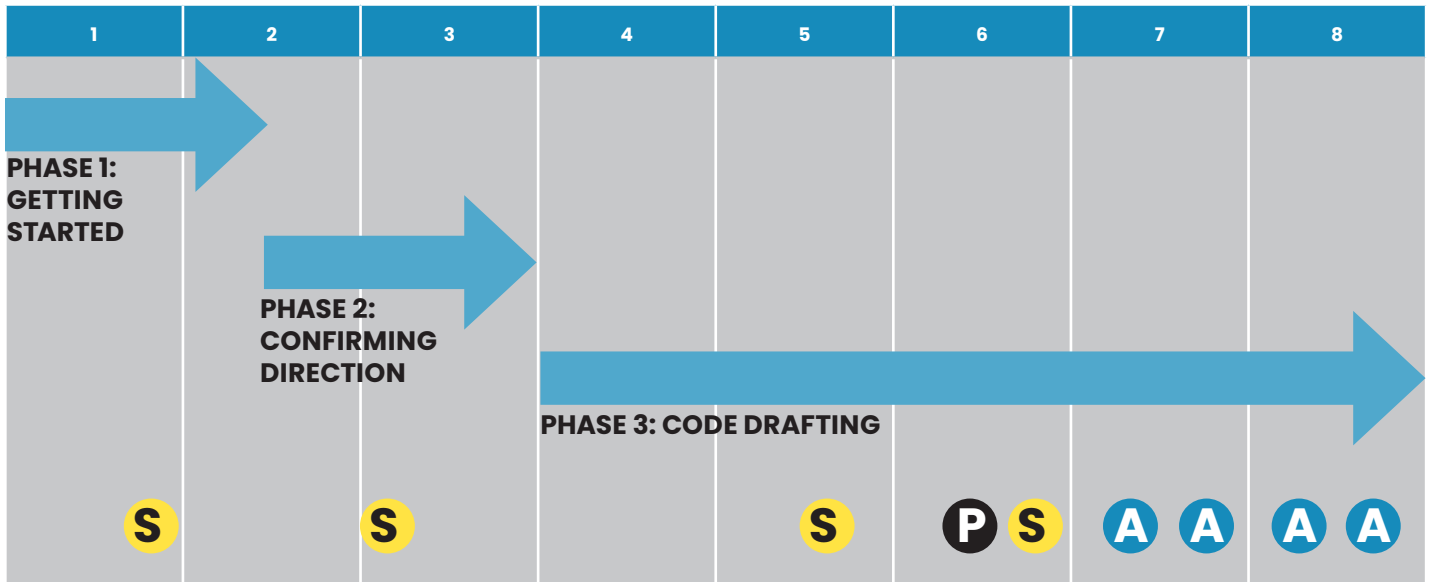 1 2 3 4 5 6 7 8
PHASE 1:
GETTING
STARTED
PHASE 2:
CONFIRMING
DIRECTION
PHASE 3: CODE DRAFTING
S S S P S A A A A